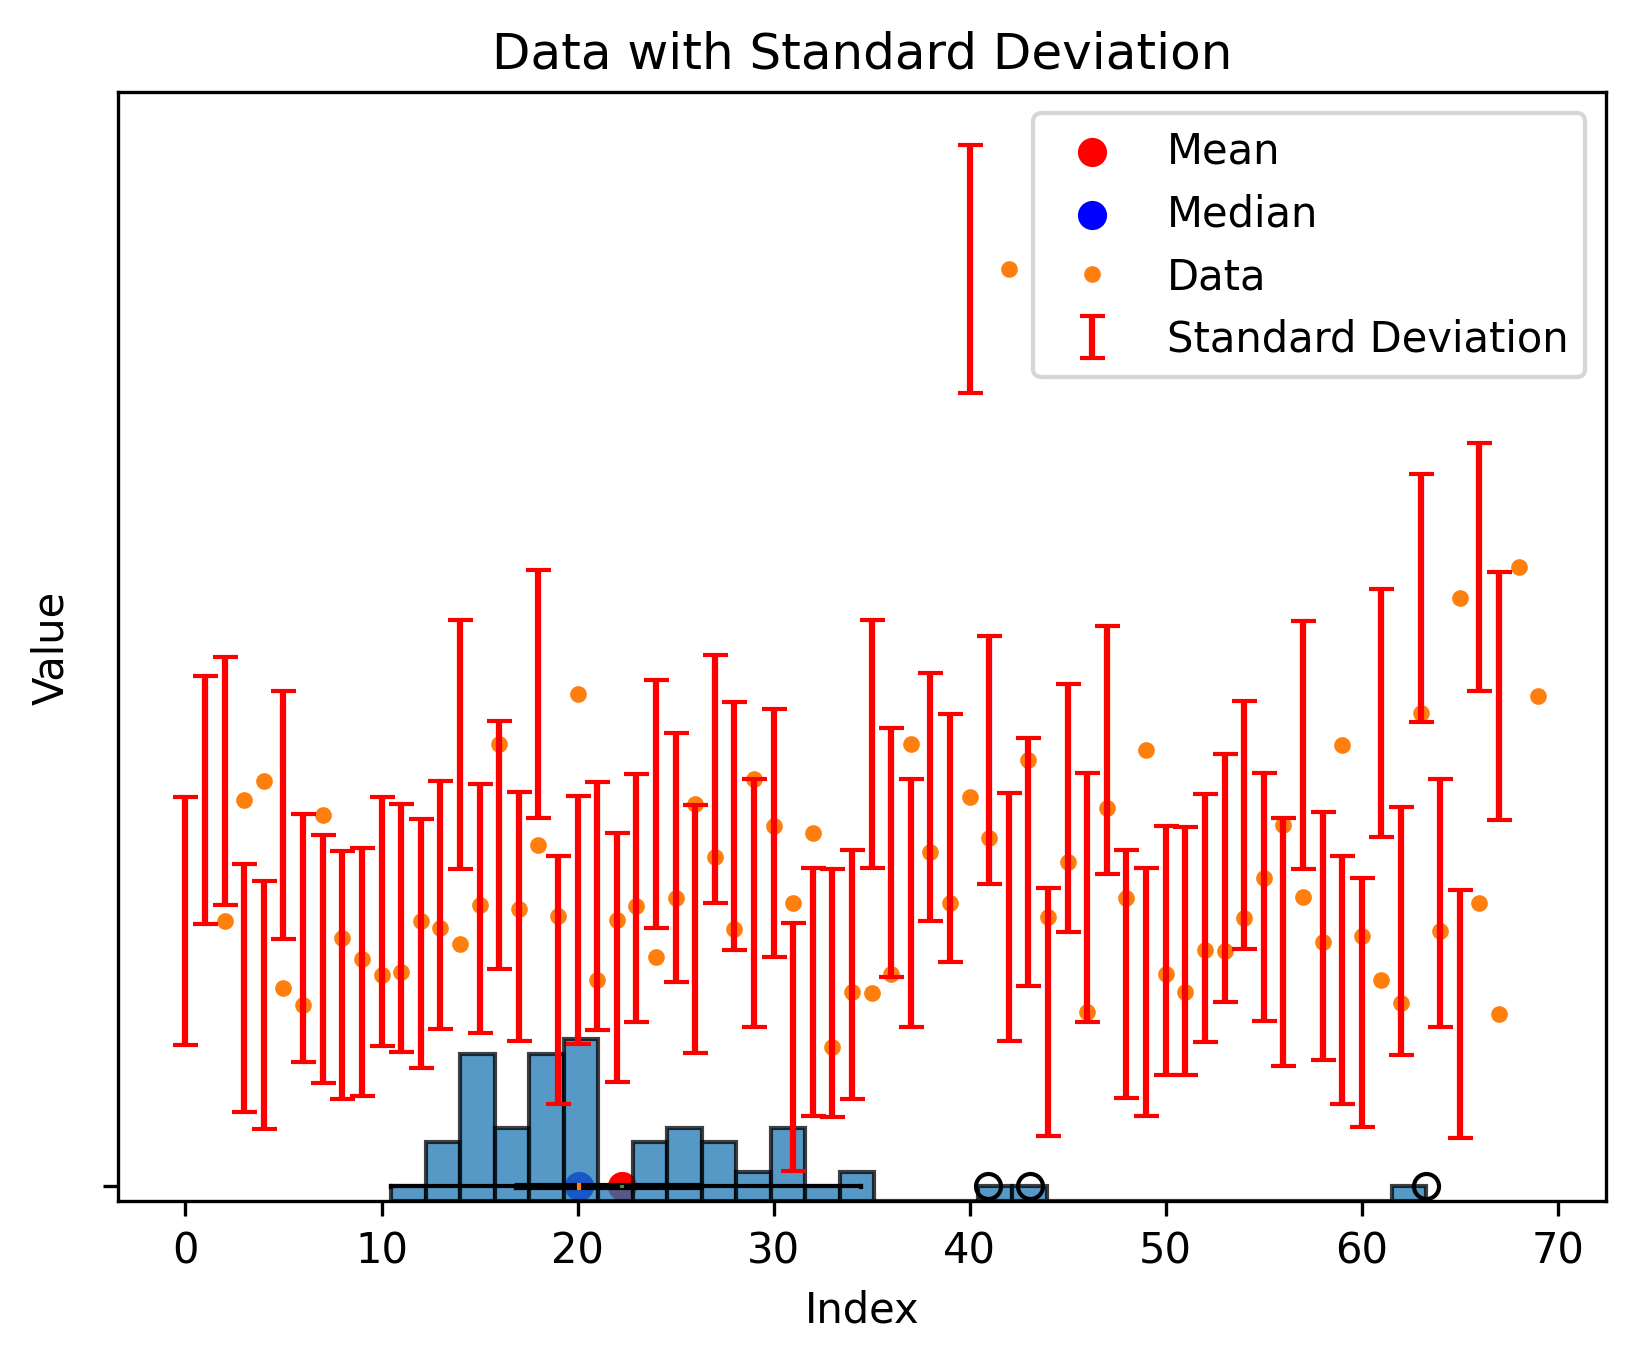 Data with Standard Deviation
Mean
Median
Data
Standard Deviation
Value
0 10 20 30 40 50 60 70
Index